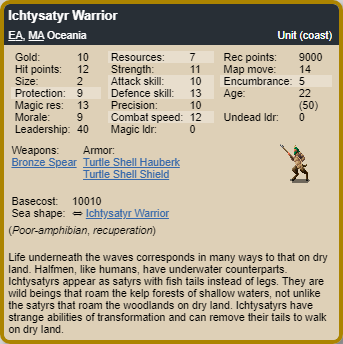 Ichtysatyr Warrior
EA, MA Oceania Unit (coast)
Gold: 10 Resources: 7 Rec points: 9000
Hit points: 12 Strength: 11 Map move: 14
Size: 2 Attack skill: 10 Encumbrance: 5
Protection: 9 Defence skill: 13 Age: 22
Magic res: 13 Precision: 10 (50)
Morale: 9 Combat speed: 12 Undead ldr: 0
Leadership: 40 Magic ldr: 0
Weapons: Armor:
Bronze Spear Turtle Shell Hauberk
Turtle Shell Shield
Basecost: 10010
Sea shape: ⇔ Ichtysatyr Warrior
(Poor-amphibian, recuperation)
Life underneath the waves corresponds in many ways to that on dry
land. Halfmen, like humans, have underwater counterparts.
Ichtysatyrs appear as satyrs with fish tails instead of legs. They are
wild beings that roam the kelp forests of shallow waters, not unlike
the satyrs that roam the woodlands on dry land. Ichtysatyrs have
strange abilities of transformation and can remove their tails to walk
on dry land.